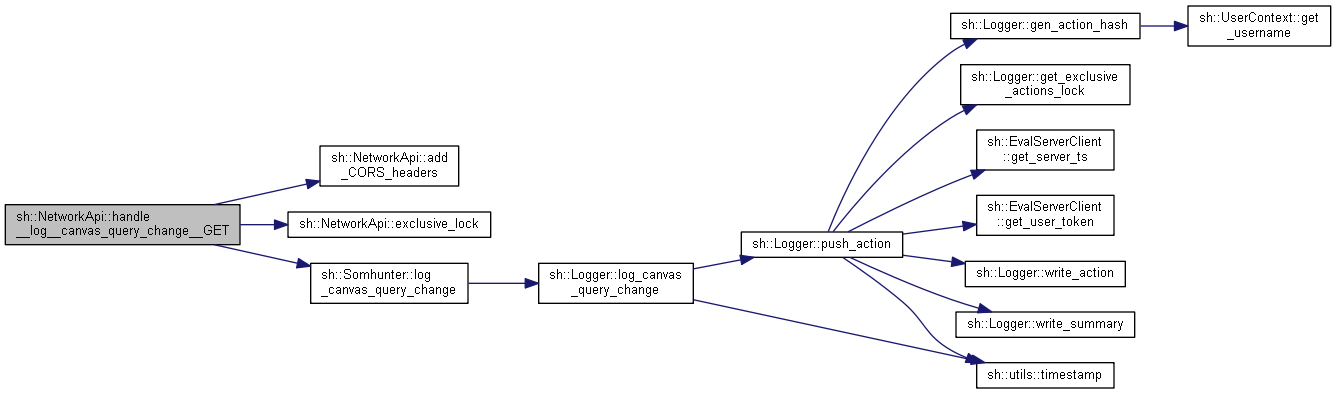 sh::NetworkApi::handle
__log__canvas_query_change__GET
sh::NetworkApi::add
_CORS_headers
sh::NetworkApi::exclusive_lock
sh::Somhunter::log
_canvas_query_change
sh::Logger::log_canvas
_query_change
sh::Logger::push_action
sh::Logger::gen_action_hash
sh::UserContext::get
_username
sh::Logger::get_exclusive
_actions_lock
sh::EvalServerClient
::get_server_ts
sh::EvalServerClient
::get_user_token
sh::Logger::write_action
sh::Logger::write_summary
sh::utils::timestamp